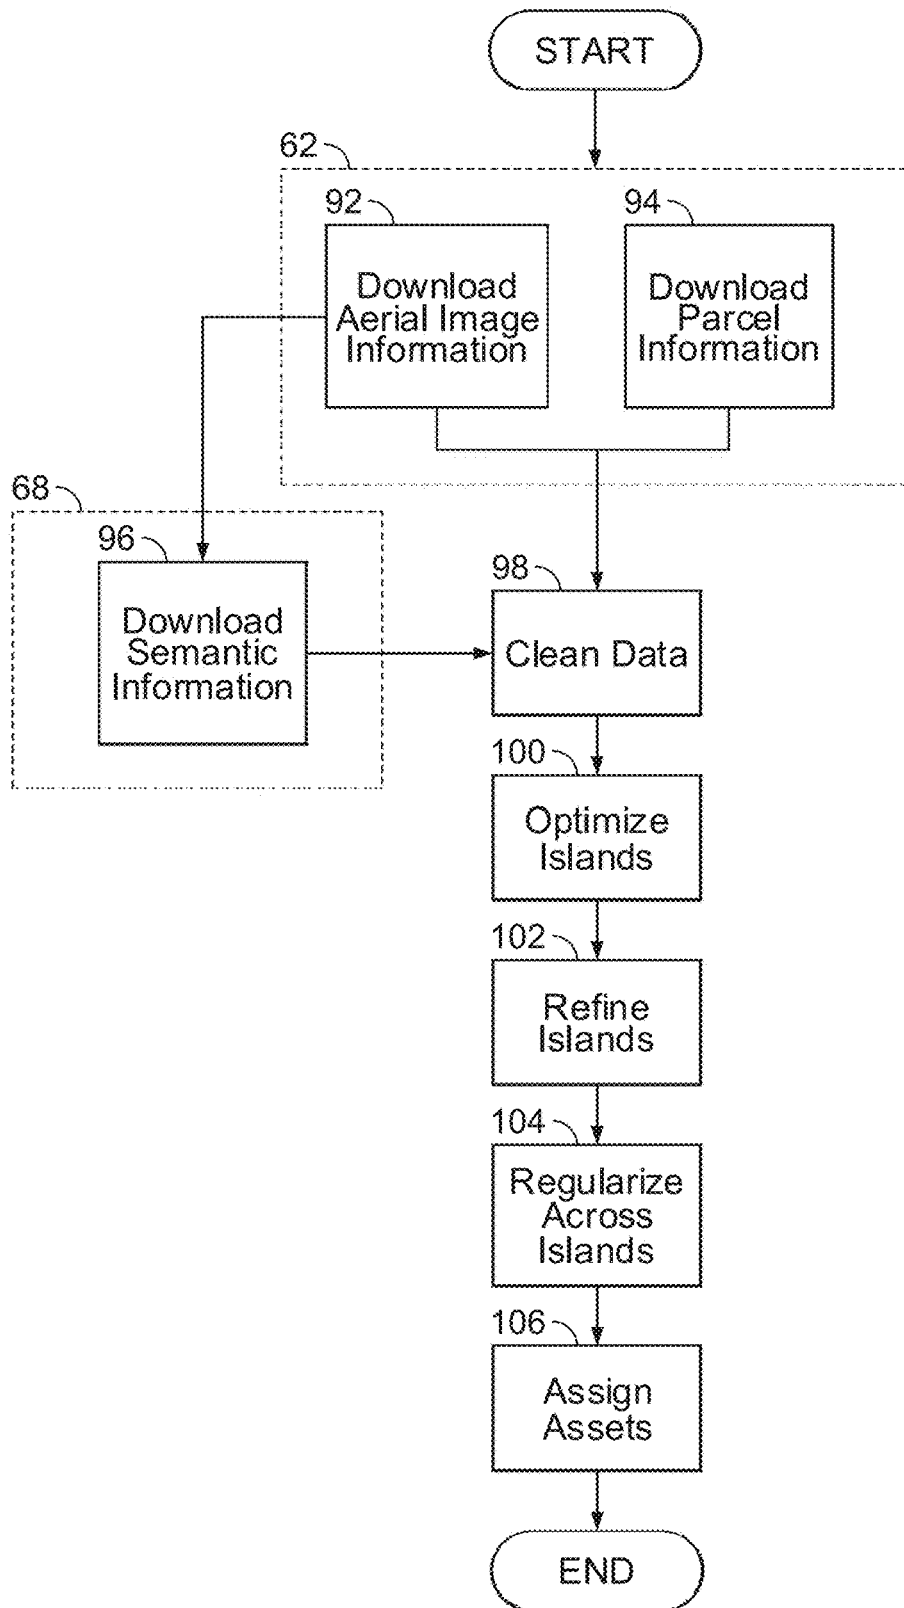 START
62
92
94
Download
Aerial Image
Information
Download
Parcel
Information
68
96
98
Download
Semantic
Information
Clean Data
100
Optimize
Islands
102
Refine
Islands
104
Regularize
Across
Islands
106
Assign
Assets
END